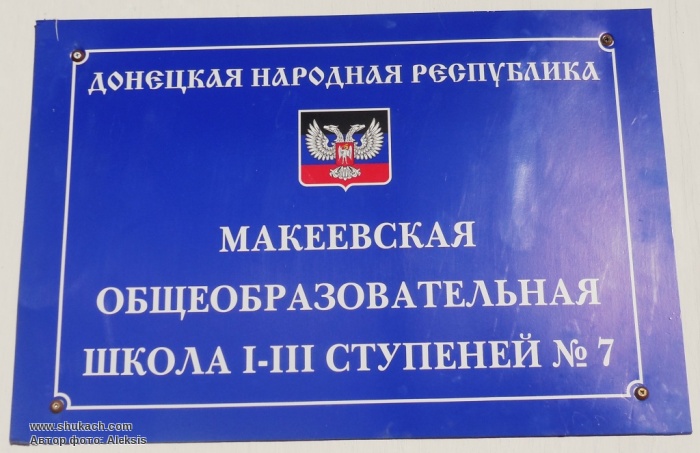 ДОНЕЦКАЯ НАРОДНАЯ РЕСПУБЛИКА
МАКЕЕВСКАЯ
ОБЩЕОБРАЗОВАТЕЛЬНАЯ
ШКОЛА I-III СТУПЕНЕЙ № 7
www.shukach.com
Автор фото: Aleksis